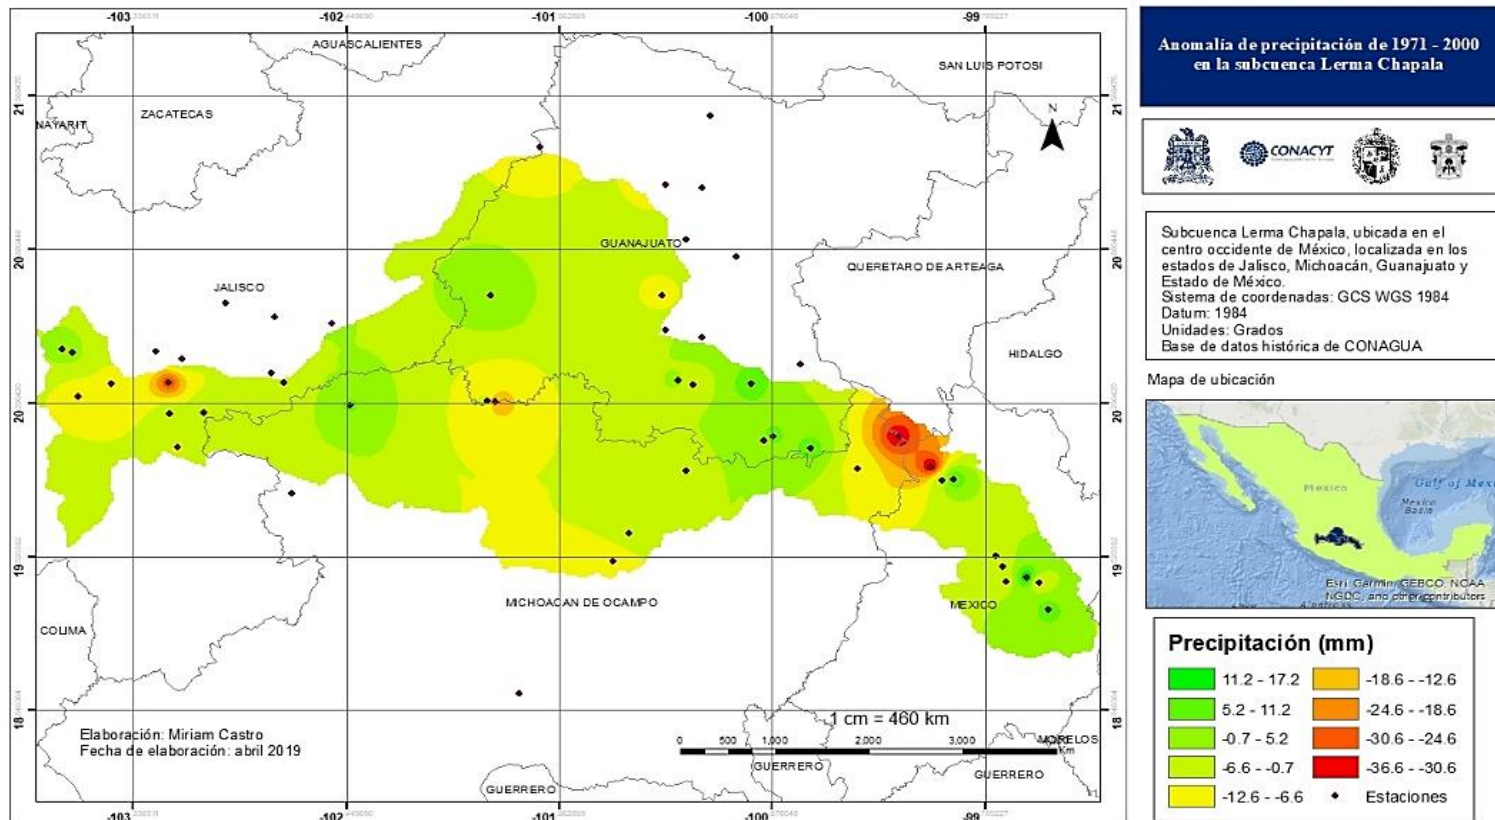 -103
-102
-101
-100
-99
AGUASCALIENTES
SAN LUIS POTOSI
ZACATECAS
NAYARIT
N
GUANAJUATO
QUERETARO DE ARTEAGA
JALISCO
HIDALGO
MICHOACAN DE OCAMPO
MEXICO
COLIMA
MORELOS
GUERRERO
GUERRERO
GUERRERO
21
20
20
19
18
21
20
20
19
18
Elaboración: Miriam Castro
Fecha de elaboración: abril 2019
1 cm = 460 km
0 500 1,000 2,000 3,000
Km
Anomalía de precipitación de 1971 - 2000
en la subcuenca Lerma Chapala
CONACYT
Subcuenca Lerma Chapala, ubicada en el
centro occidente de México, localizada en los
estados de Jalisco, Michoacán, Guanajuato y
Estado de México.
Sistema de coordenadas: GCS WGS 1984
Datum: 1984
Unidades: Grados
Base de datos histórica de CONAGUA
Mapa de ubicación
Mexico
Gulf of Mexi
Mexico
Basin
Esri, Garmin, GEBCO, NOAA
NGDC, and other contributors
Precipitación (mm)
11.2 - 17.2
5.2 - 11.2
-0.7 - 5.2
-6.6 - -0.7
-12.6 - -6.6
-18.6 - -12.6
-24.6 - -18.6
-30.6 - -24.6
-36.6 - -30.6
Estaciones